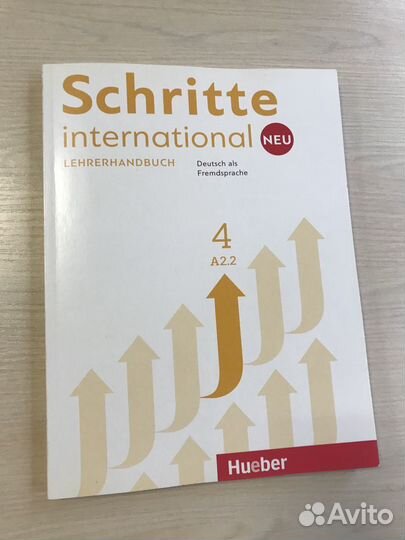 Schritte
international NEU
LEHRERHANDBUCH
Deutsch als
Fremdsprache
4
A2.2
Hueber
Avito